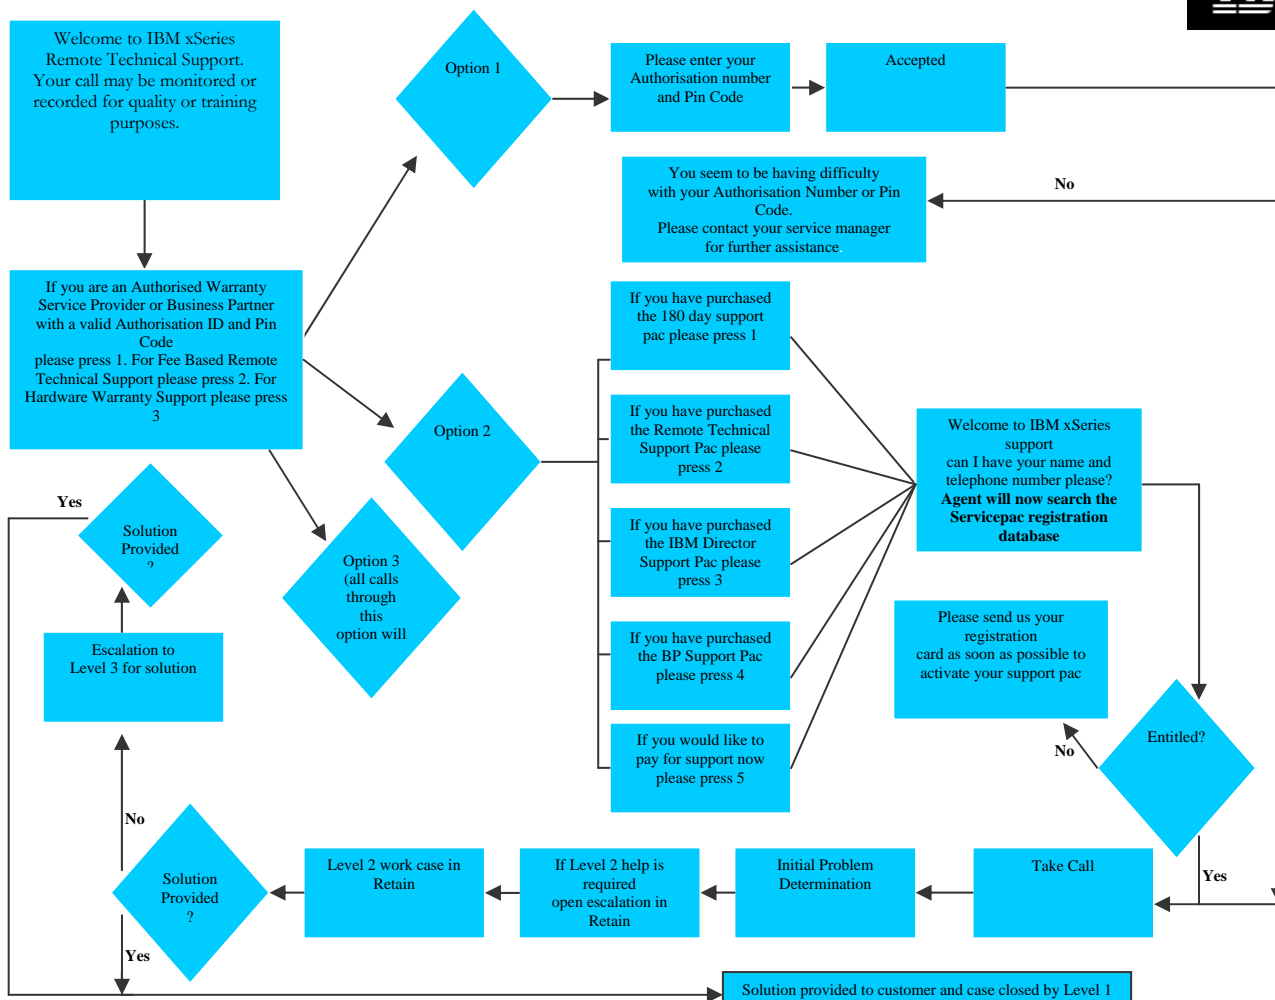 Welcome to IBM xSeries
Remote Technical Support.
Your call may be monitored or
recorded for quality or training
purposes.
Option 1
Please enter your
Authorisation number
and Pin Code
Accepted
You seem to be having difficulty
with your Authorisation Number or Pin
Code.
Please contact your service manager
for further assistance.
No
If you are an Authorised Warranty
Service Provider or Business Partner
with a valid Authorisation ID and Pin
Code
please press 1. For Fee Based Remote
Technical Support please press 2. For
Hardware Warranty Support please press
3
Option 2
If you have purchased
the 180 day support
pac please press 1
If you have purchased
the Remote Technical
Support Pac please
press 2
If you have purchased
the IBM Director
Support Pac please
press 3
If you have purchased
the BP Support Pac
please press 4
If you would like to
pay for support now
please press 5
Welcome to IBM xSeries
support
can I have your name and
telephone number please?
Agent will now search the
Servicepac registration
database
Option 3
(all calls
through
this
option will
Yes
Solution
Provided
?
Escalation to
Level 3 for solution
No
Please send us your
registration
card as soon as possible to
activate your support pac
No
Entitled?
Yes
Take Call
Initial Problem
Determination
If Level 2 help is
required
open escalation in
Retain
Level 2 work case in
Retain
Solution
Provided
?
Yes
Solution provided to customer and case closed by Level 1